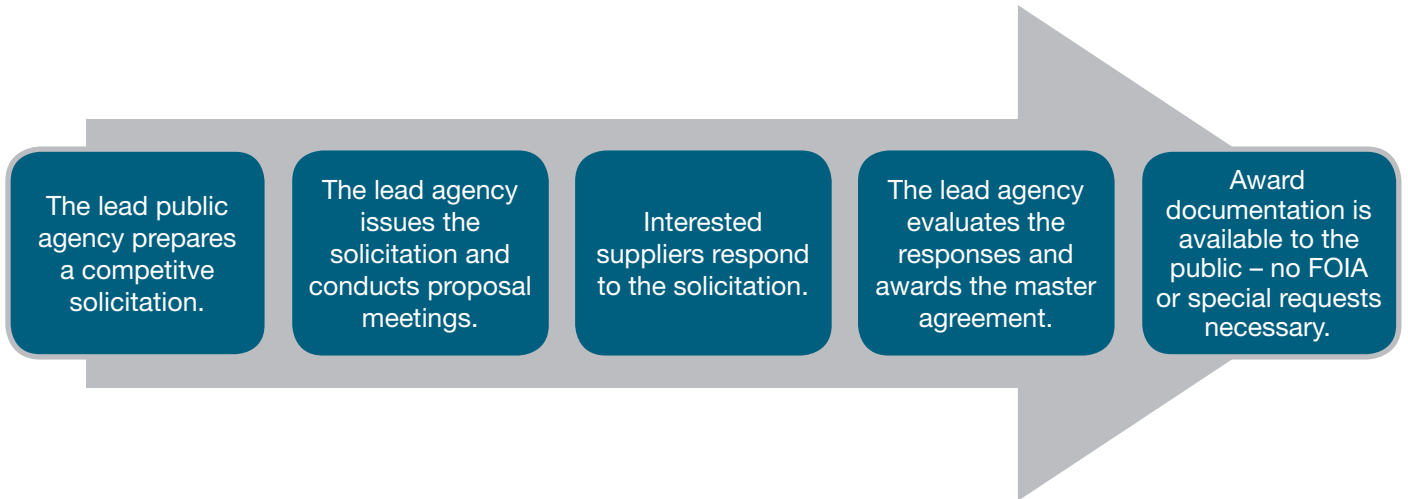 The lead public
agency prepares
a competitve
solicitation.
The lead agency
issues the
solicitation and
conducts proposal
meetings.
Interested
suppliers respond
to the solicitation.
The lead agency
evaluates the
responses and
awards the master
agreement.
Award
documentation is
available to the
public – no FOIA
or special requests
necessary.